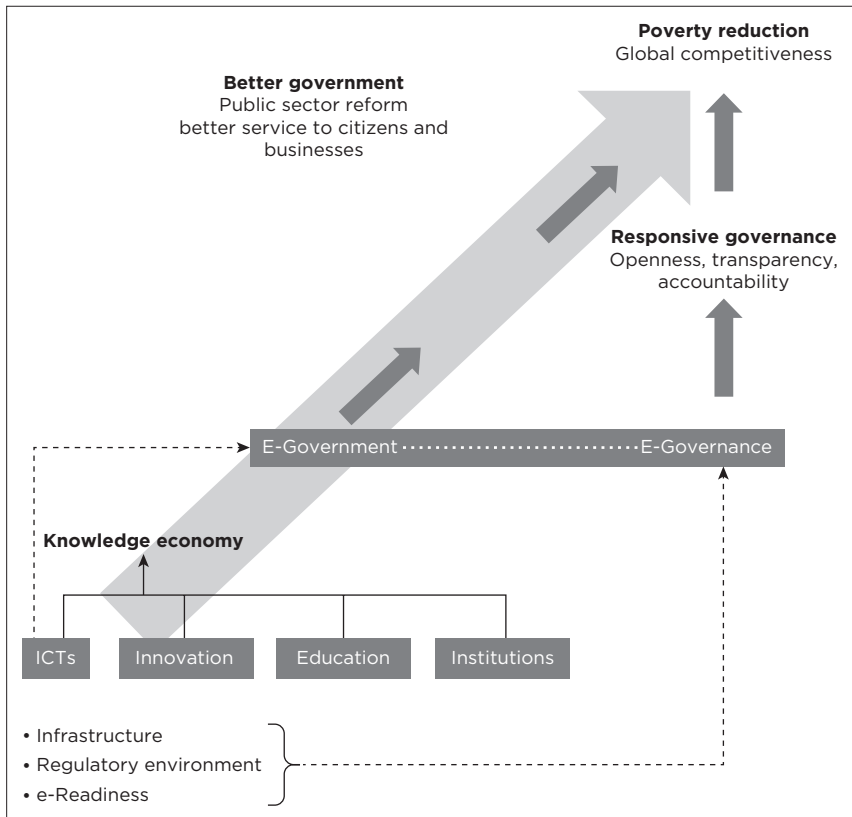 Poverty reduction
Global competitiveness
Better government
Public sector reform
better service to citizens and
businesses
Responsive governance
Openness, transparency,
accountability
E-Government
E-Governance
Knowledge economy
ICTs
Innovation
Education
Institutions
• Infrastructure
• Regulatory environment
• e-Readiness